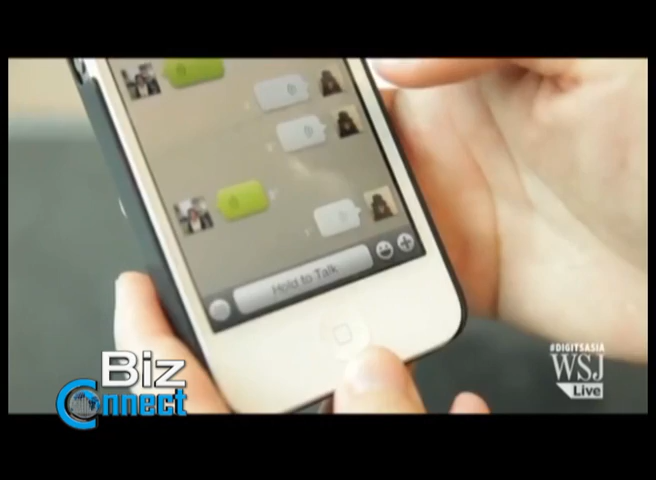 Hold to Talk
#DIGITSASIA
WSJ
Live
Biz
Connect